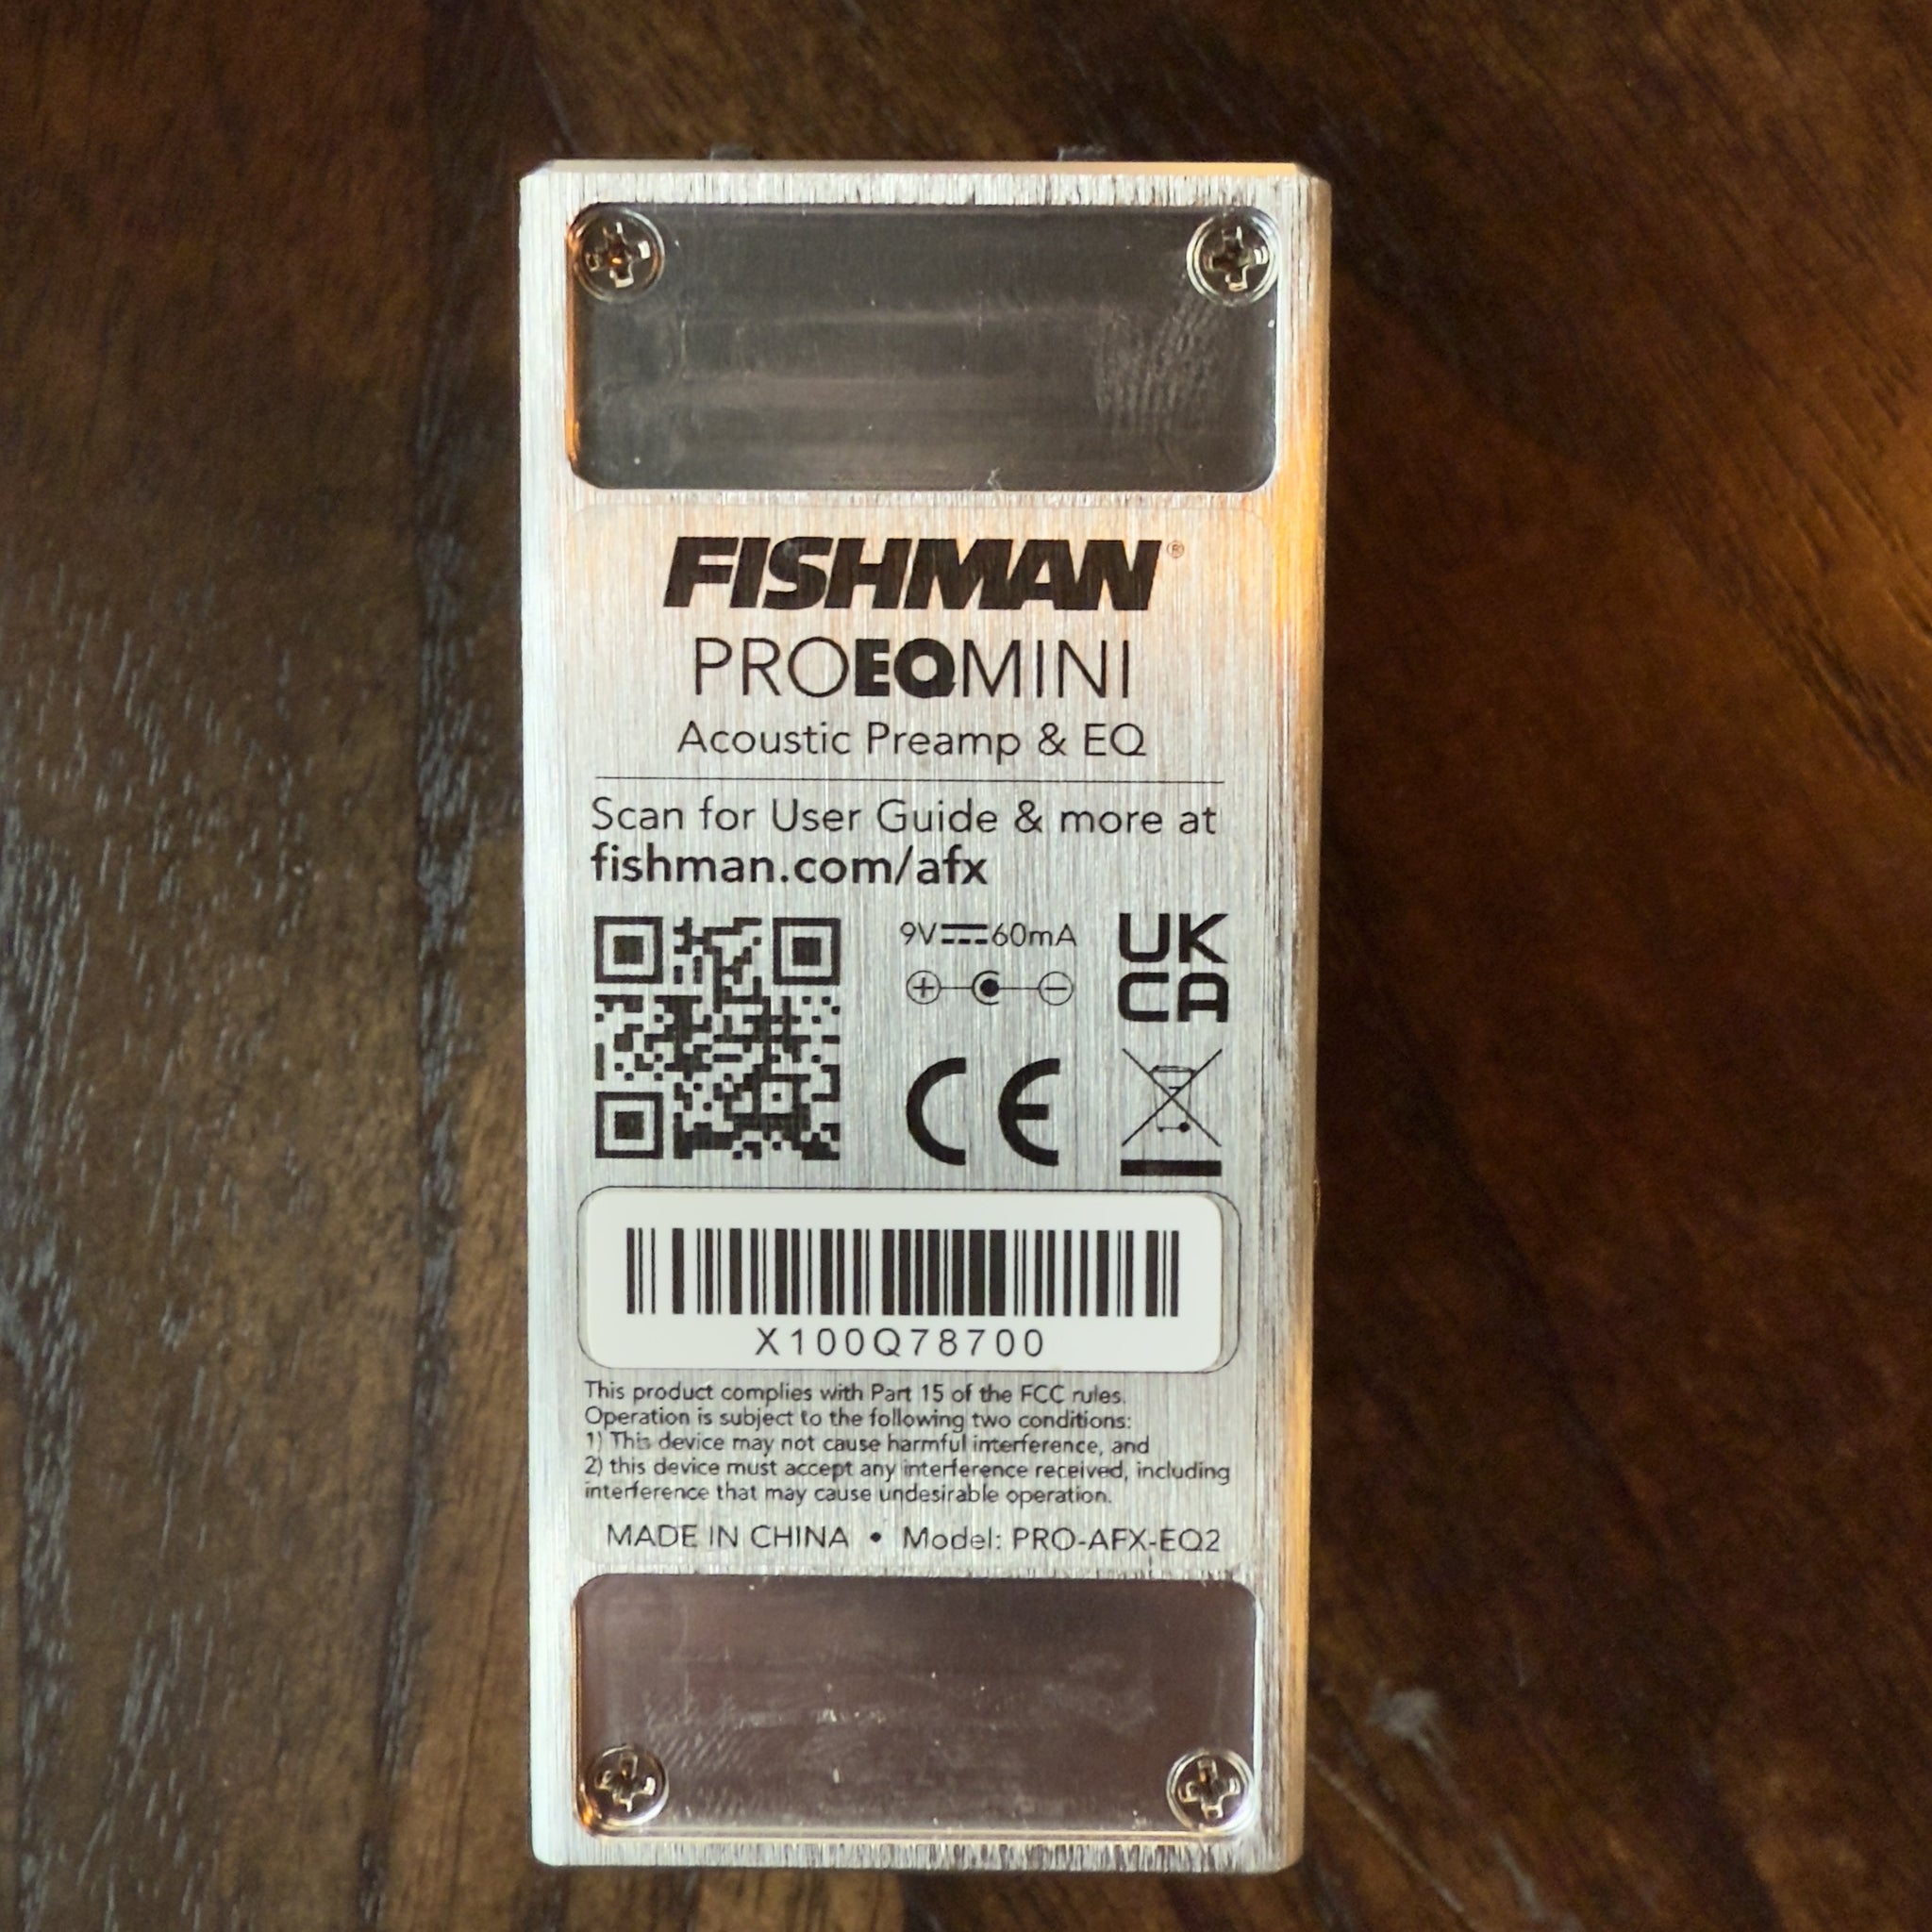 FISHMAN®
PROEQMINI
Acoustic Preamp & EQ
Scan for User Guide & more at
fishman.com/afx
9V⎓60mA
UK
CA
CE
X100Q78700
This product complies with Part 15 of the FCC rules.
Operation is subject to the following two conditions:
1) This device may not cause harmful interference, and
2) this device must accept any interference received, including
interference that may cause undesirable operation.
MADE IN CHINA • Model: PRO-AFX-EQ2